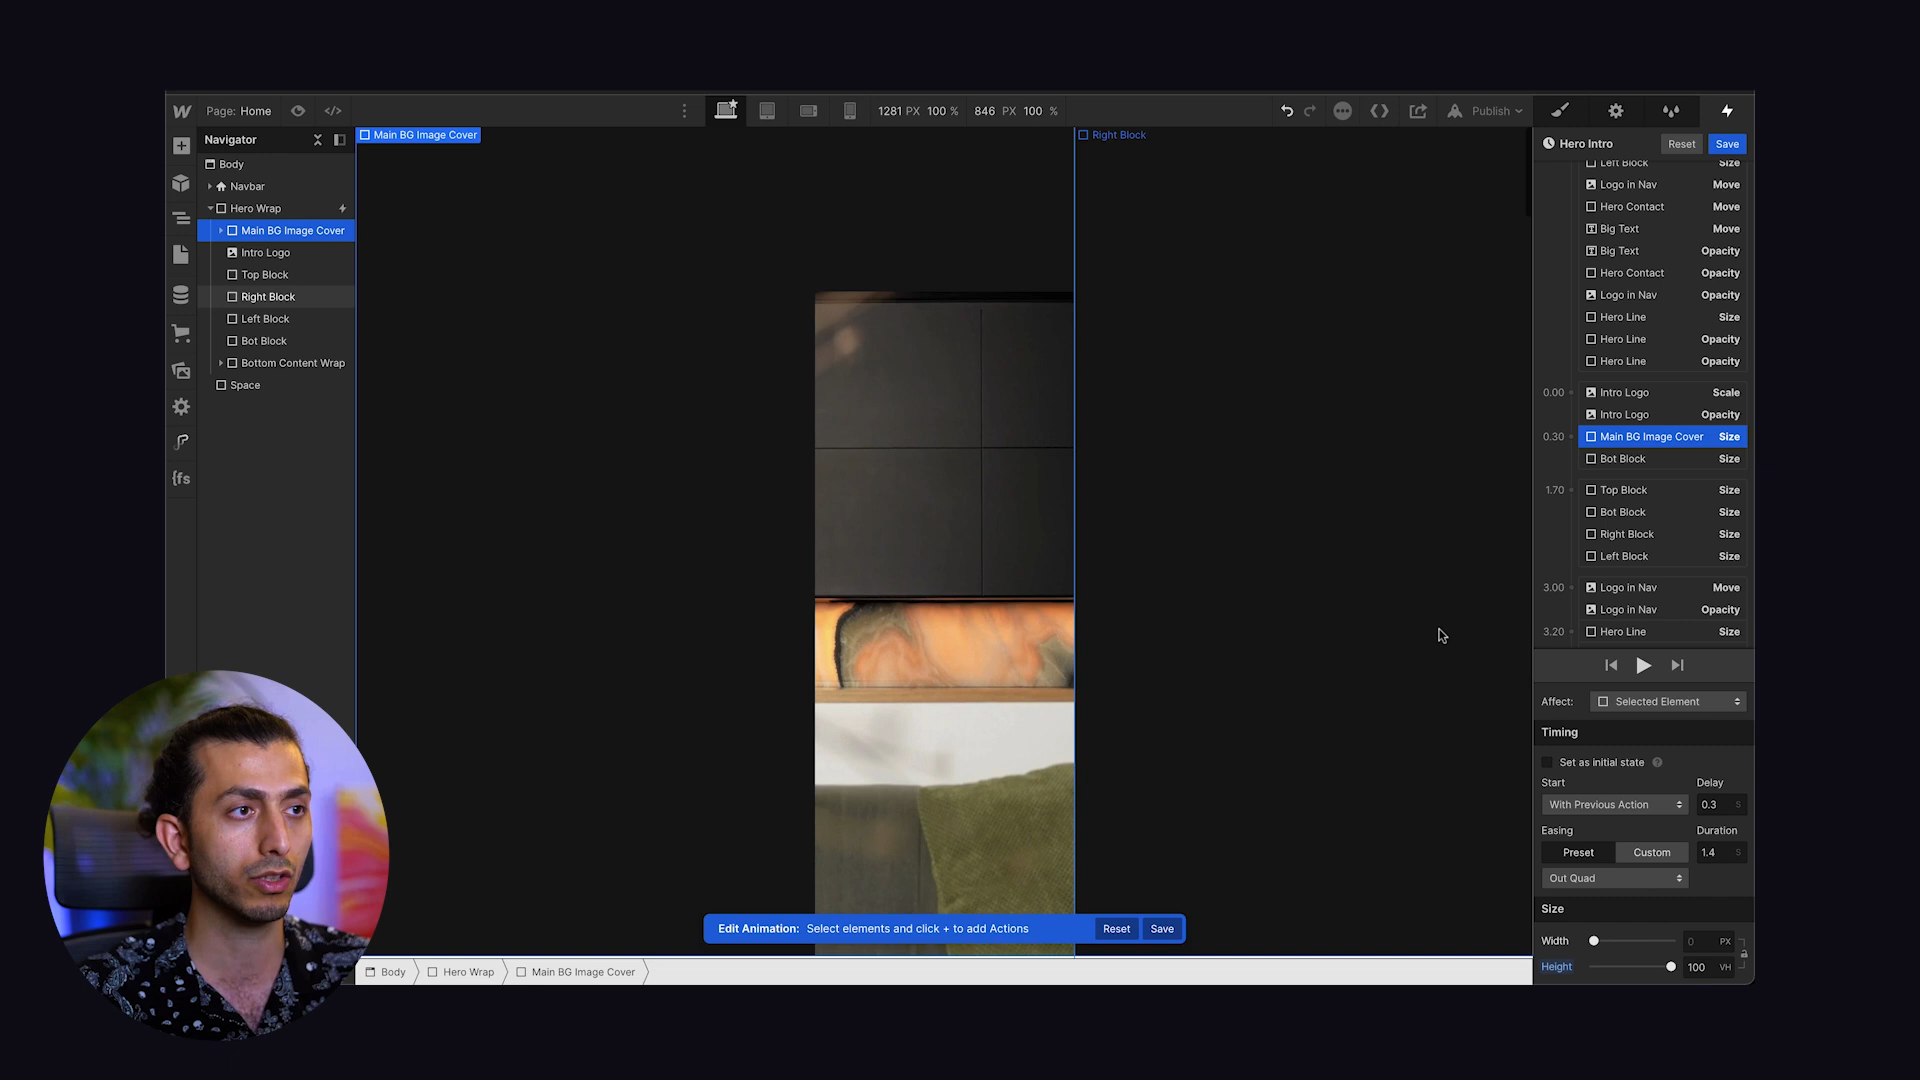 Page: Home
1281 PX 100 % 846 PX 100 %
Publish
Navigator
Main BG Image Cover
Right Block
Hero Intro
Reset
Save
Body
Navbar
Hero Wrap
Main BG Image Cover
Intro Logo
Top Block
Right Block
Left Block
Bot Block
Bottom Content Wrap
Space
{fs
Left Block Size
Logo in Nav Move
Hero Contact Move
Big Text Move
Big Text Opacity
Hero Contact Opacity
Logo in Nav Opacity
Hero Line Size
Hero Line Opacity
Hero Line Opacity
0.00 Intro Logo Scale
Intro Logo Opacity
0.30 Main BG Image Cover Size
Bot Block Size
1.70 Top Block Size
Bot Block Size
Right Block Size
Left Block Size
3.00 Logo in Nav Move
Logo in Nav Opacity
3.20 Hero Line Size
Affect: Selected Element
Timing
Set as initial state ?
Start Delay
With Previous Action 0.3 S
Easing Duration
Preset Custom 1.4 S
Out Quad
Size
Width 0 PX
Height 100 VH
Edit Animation: Select elements and click + to add Actions Reset Save
Body Hero Wrap Main BG Image Cover